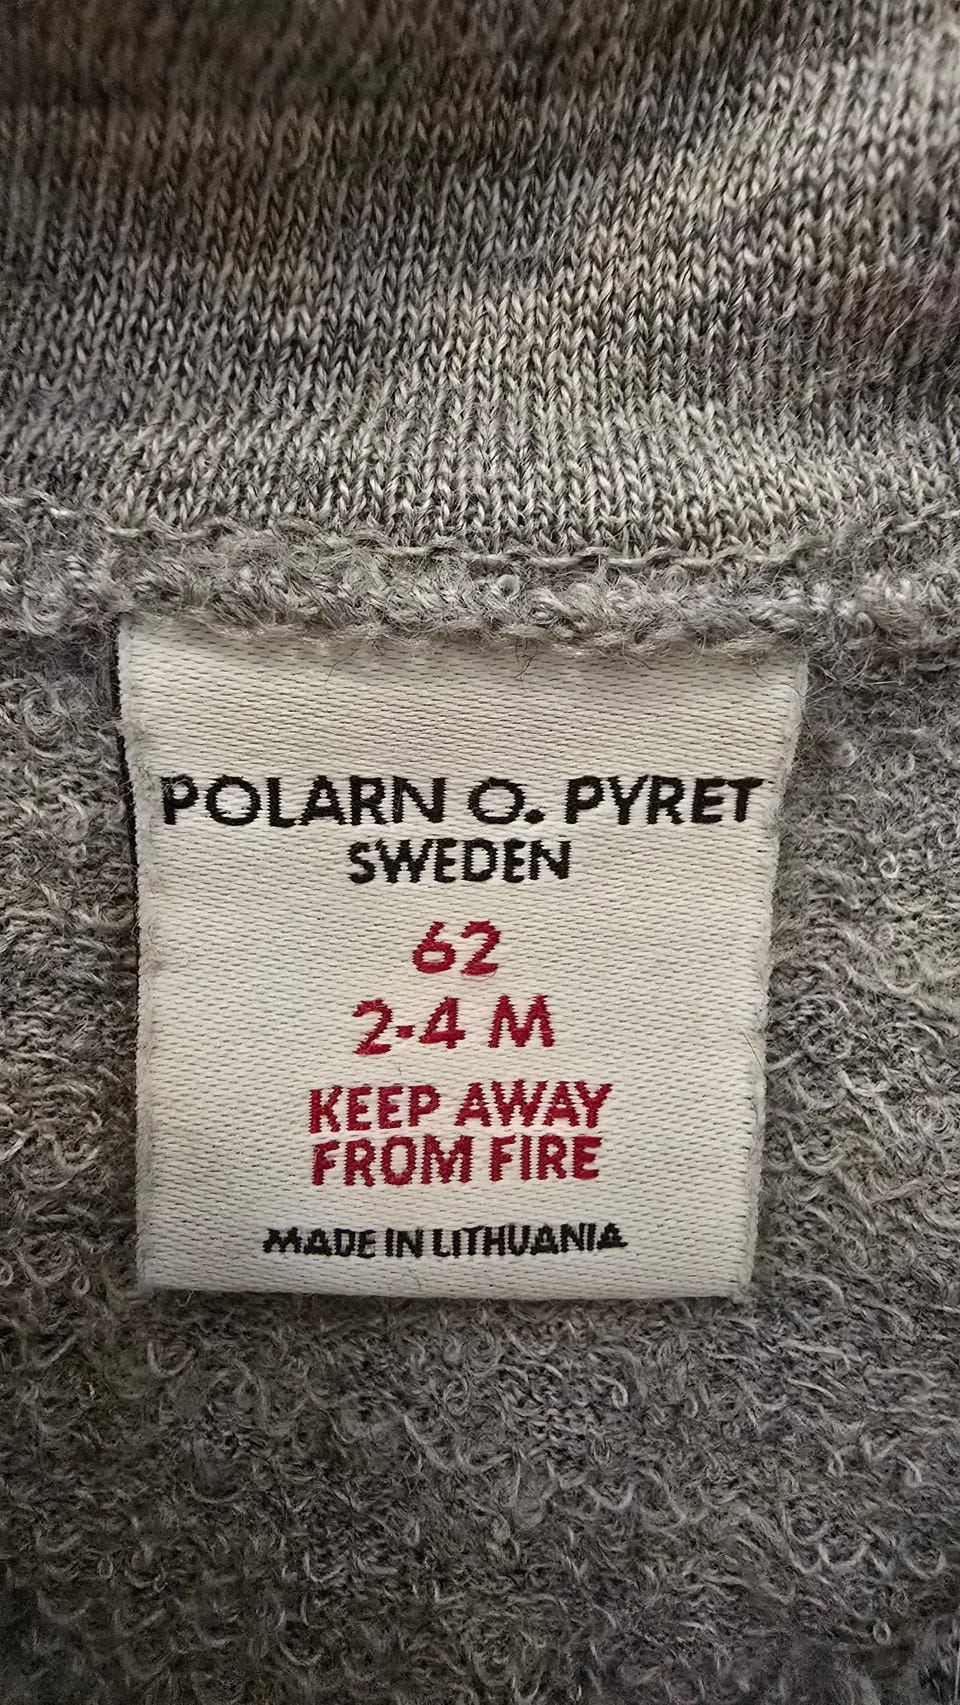 POLARN O. PYRET
SWEDEN
62
2-4 M
KEEP AWAY
FROM FIRE
MADE IN LITHUANIA